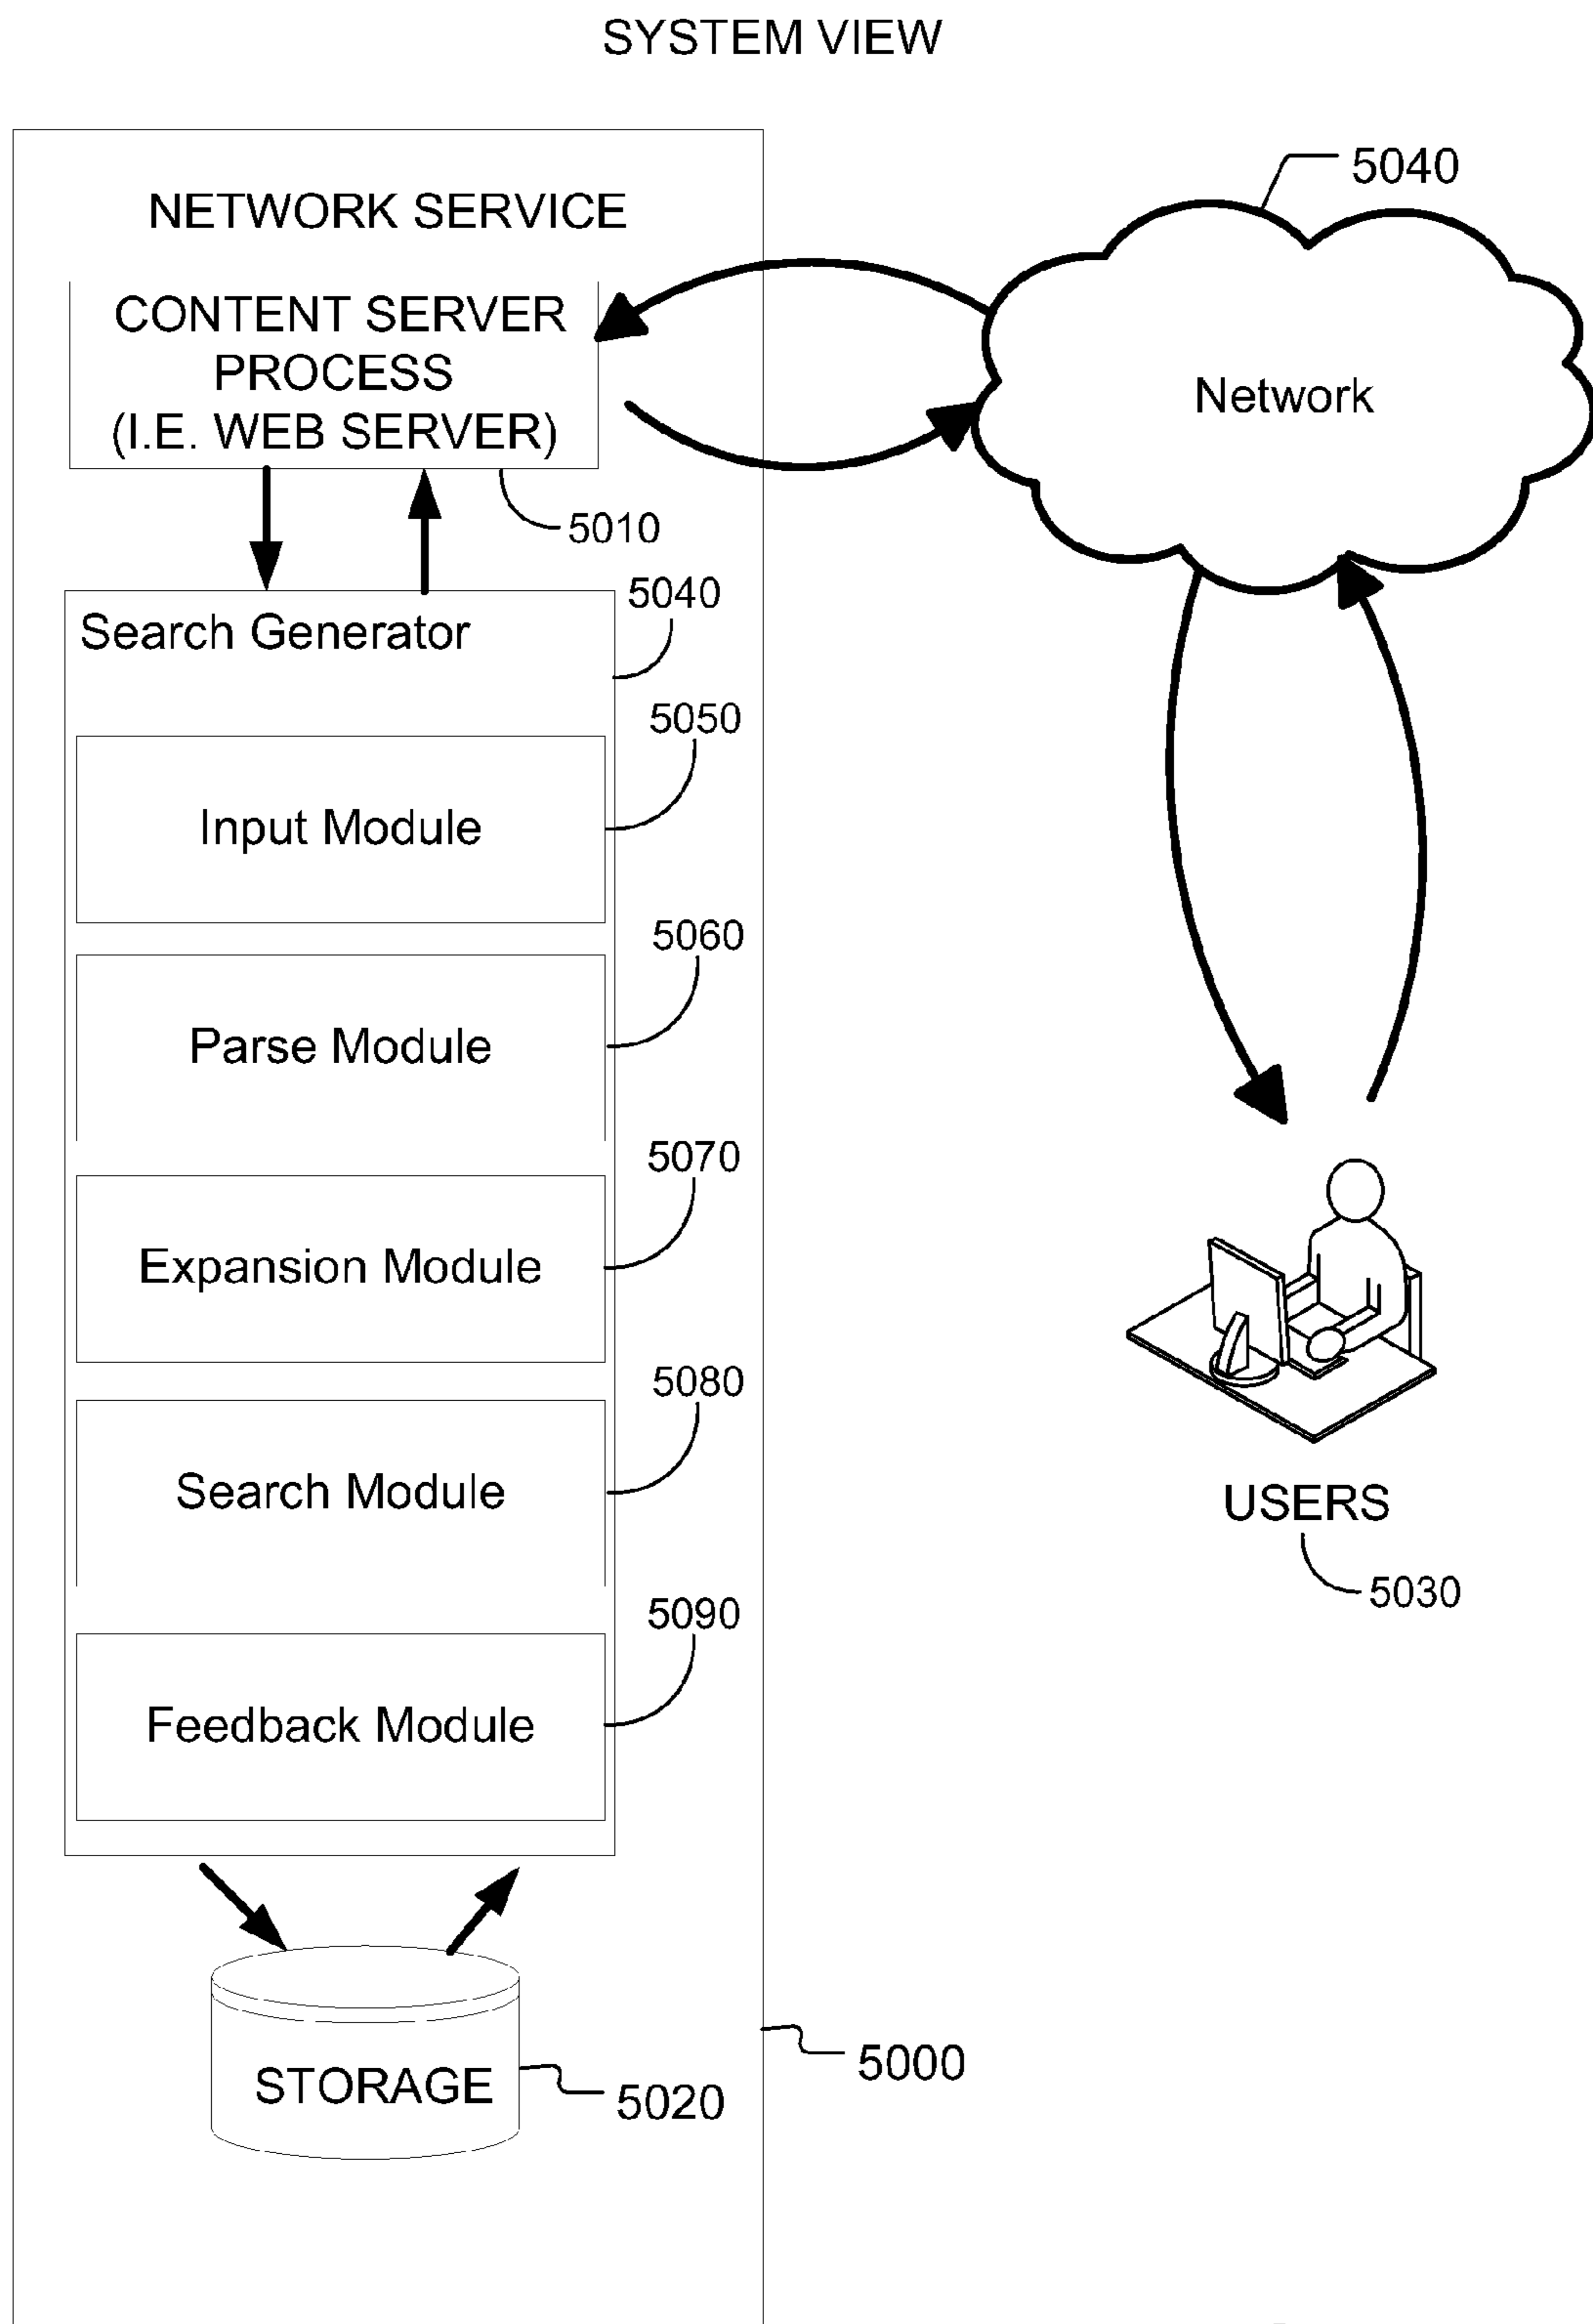 SYSTEM VIEW
NETWORK SERVICE
CONTENT SERVER
PROCESS
(I.E. WEB SERVER)
5010
5040
Network
5040
Search Generator
5050
Input Module
5060
Parse Module
5070
Expansion Module
5080
Search Module
5090
Feedback Module
USERS
5030
STORAGE
5020
5000